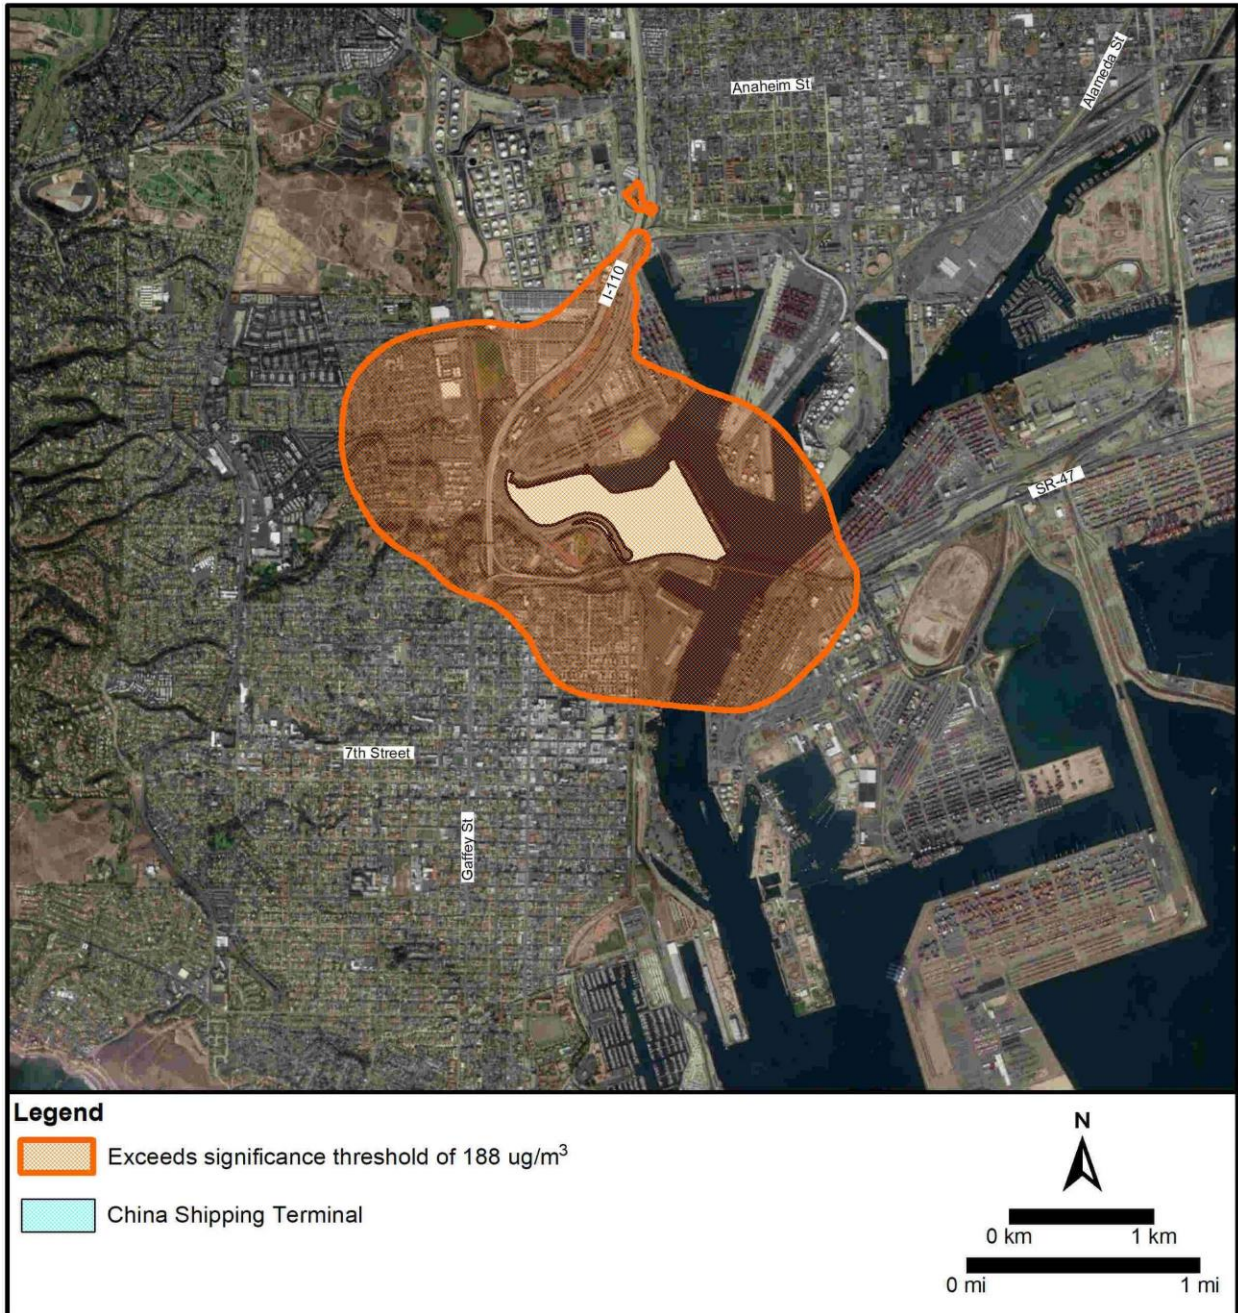 Anaheim St
Alameda St
I-110
SR-47
7th Street
Gaffey St
Legend
Exceeds significance threshold of 188 ug/m³
China Shipping Terminal
N
0 km 1 km
0 mi 1 mi